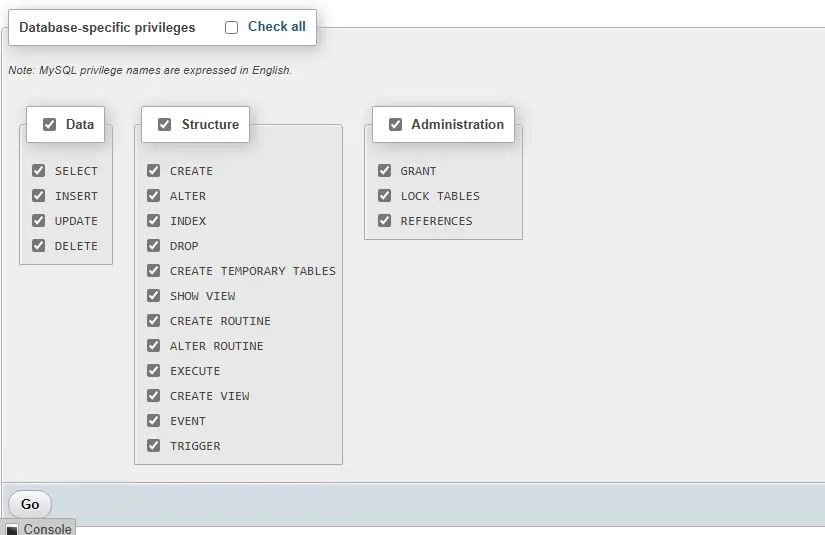 Database-specific privileges Check all
Note: MySQL privilege names are expressed in English.
Data
SELECT
INSERT
UPDATE
DELETE
Structure
CREATE
ALTER
INDEX
DROP
CREATE TEMPORARY TABLES
SHOW VIEW
CREATE ROUTINE
ALTER ROUTINE
EXECUTE
CREATE VIEW
EVENT
TRIGGER
Administration
GRANT
LOCK TABLES
REFERENCES
Go
Console